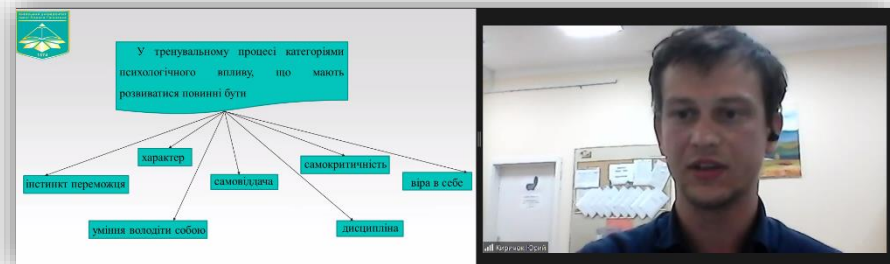 1974
У тренувальному процесі категоріями
психологічного впливу, що мають
розвиватися повинні бути
характер
самокритичність
інстинкт переможця
самовіддача
віра в себе
уміння володіти собою
дисципліна